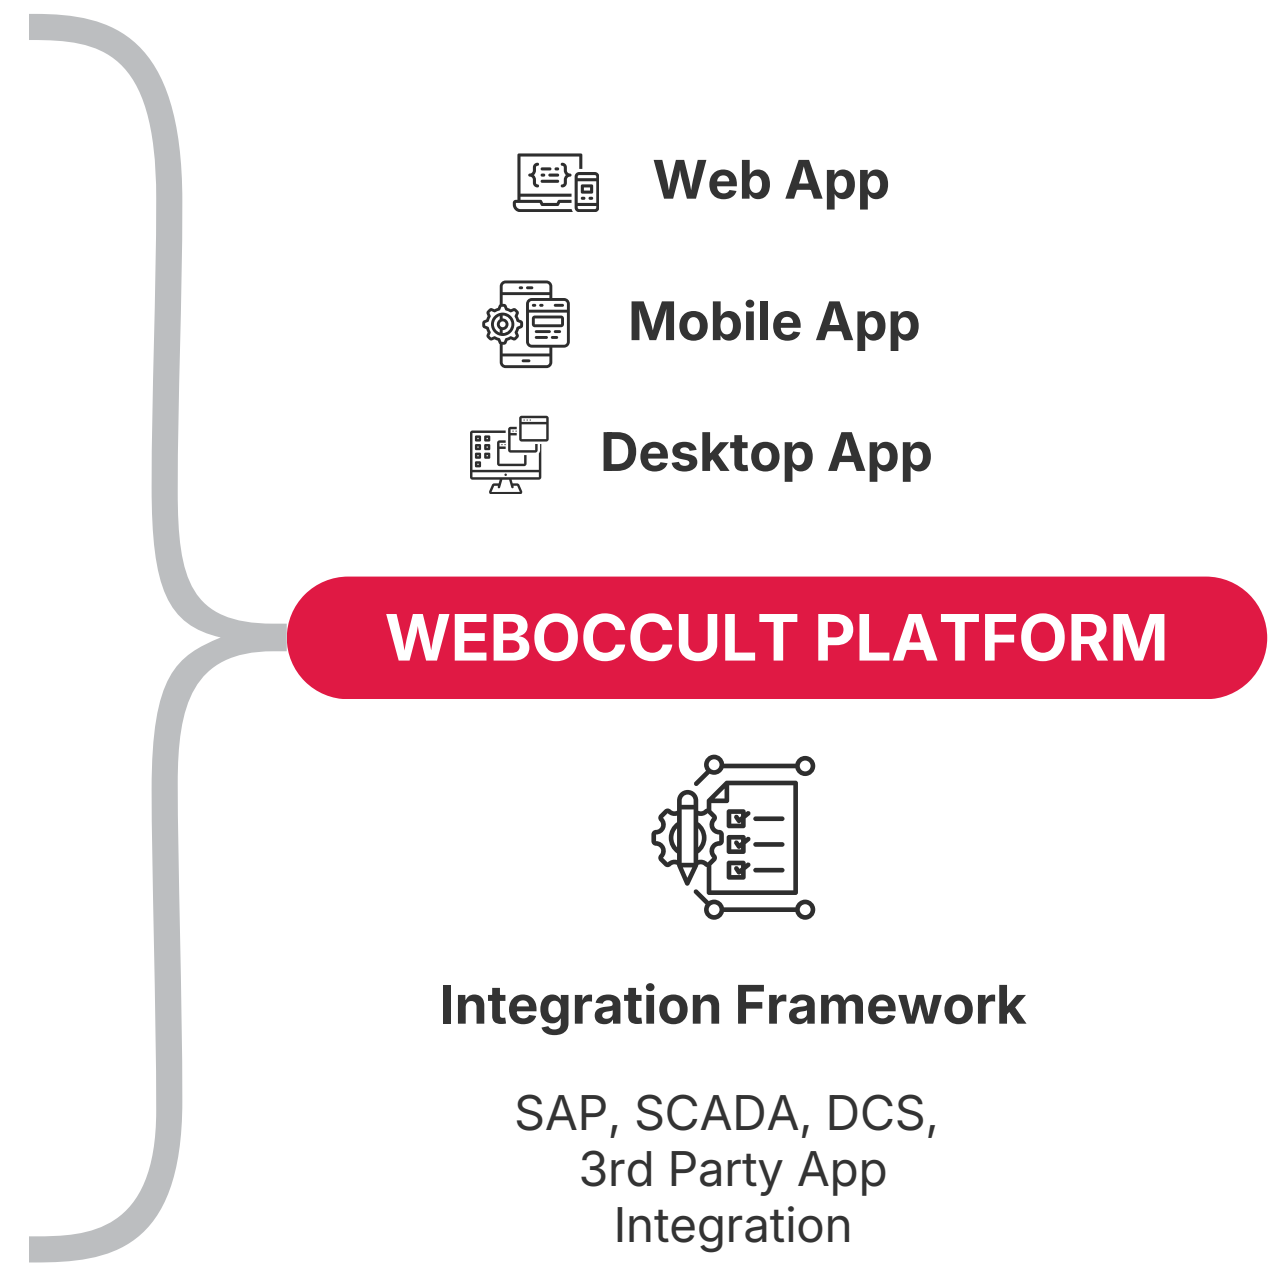 Web App
Mobile App
Desktop App
WEBOCCULT PLATFORM
Integration Framework
SAP, SCADA, DCS,
3rd Party App
Integration